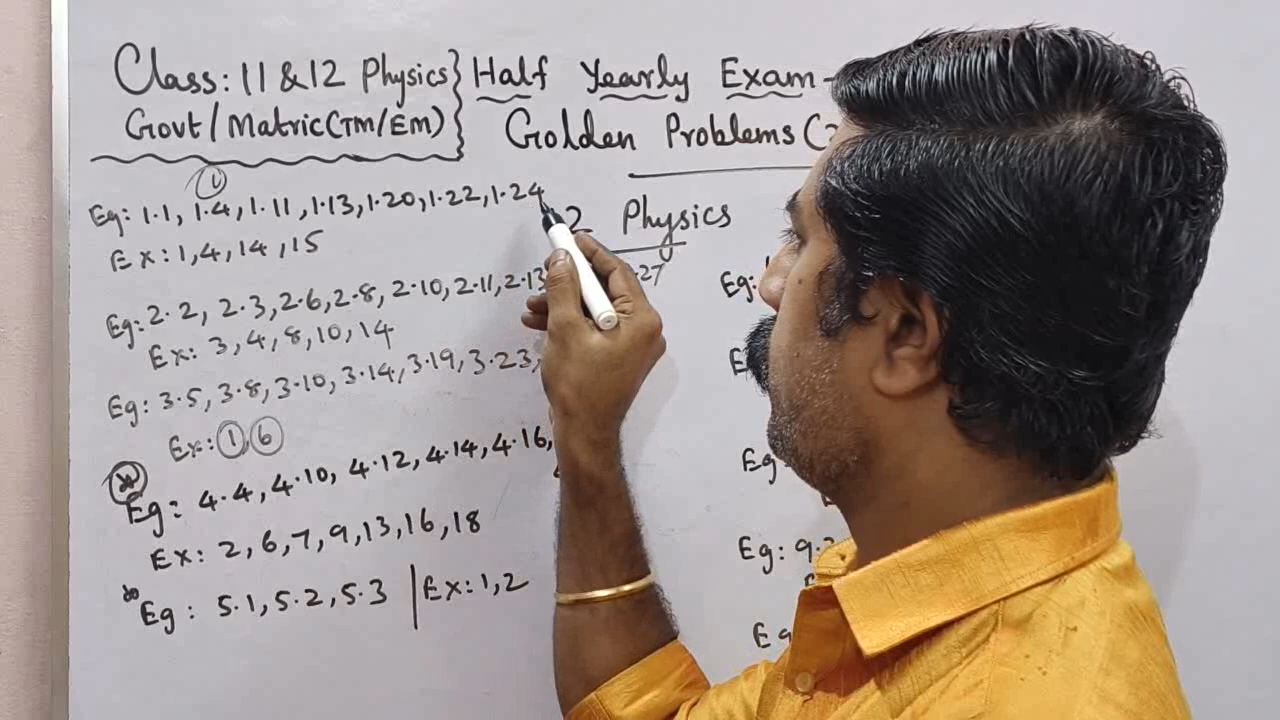 Class: 11 & 12 Physics } Half Yearly Exam -
Govt/Matric(TM/EM) } Golden Problems (
1
Eg: 1.1, 1.4, 1.11, 1.13, 1.20, 1.22, 1.24
2 Physics
Ex: 1, 4, 14, 15
Eg: 2.2, 2.3, 2.6, 2.8, 2.10, 2.11, 2.13 .27
Ex: 3, 4, 8, 10, 14
Eg: 3.5, 3.8, 3.10, 3.14, 3.19, 3.23,
Ex: 1, 6
Eg: 4.4, 4.10, 4.12, 4.14, 4.16,
Ex: 2, 6, 7, 9, 13, 16, 18
Eg: 5.1, 5.2, 5.3 | Ex: 1, 2
Eg:
E
Eg:
Eg: 9.
Eg